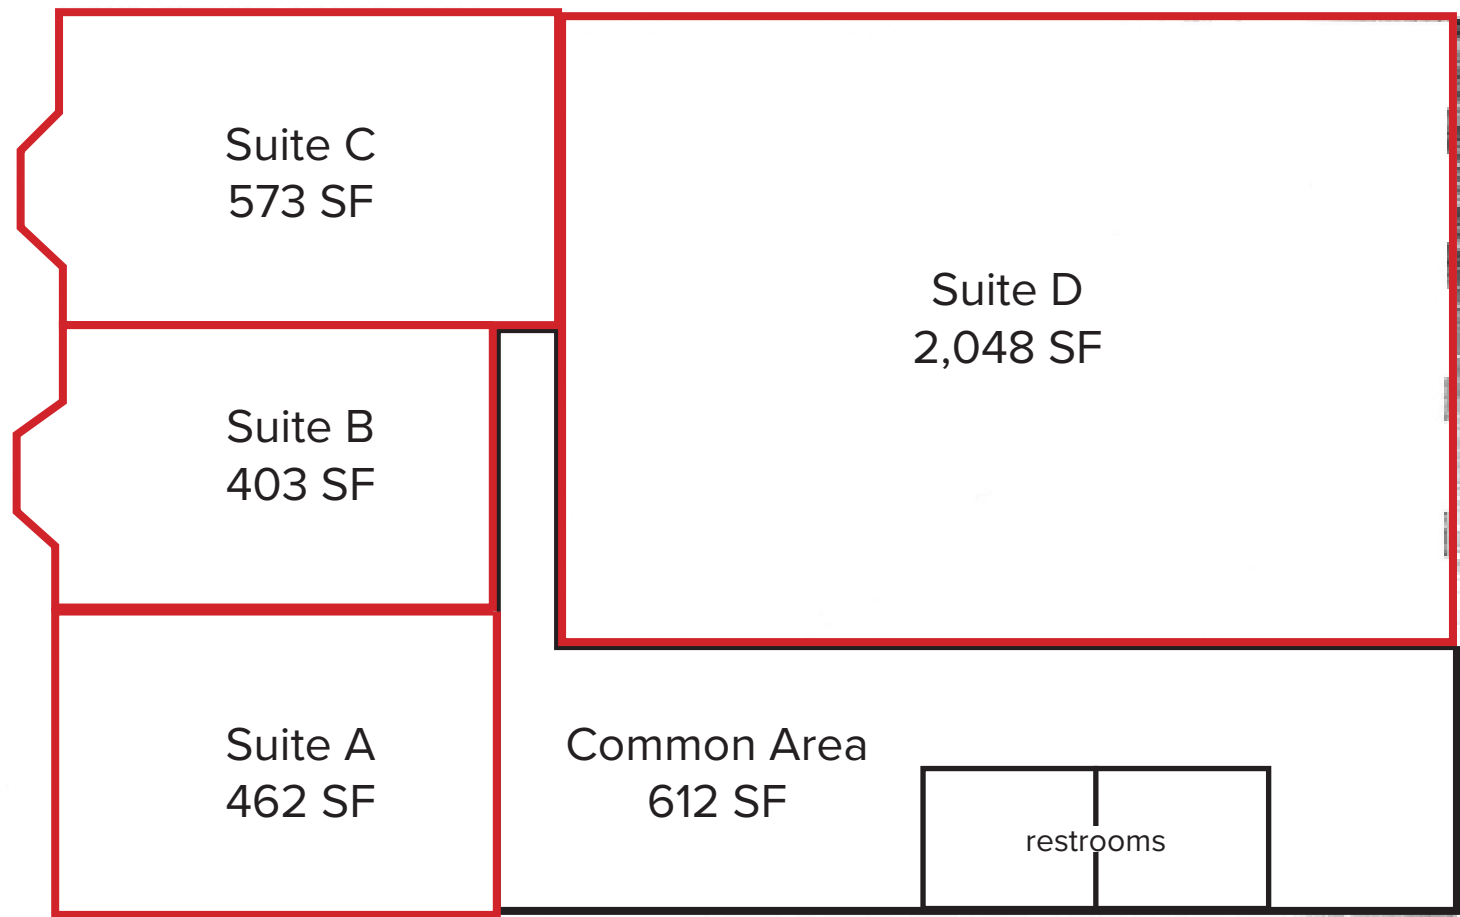 Suite C
573 SF
Suite D
2,048 SF
Suite B
403 SF
Suite A
462 SF
Common Area
612 SF
restrooms